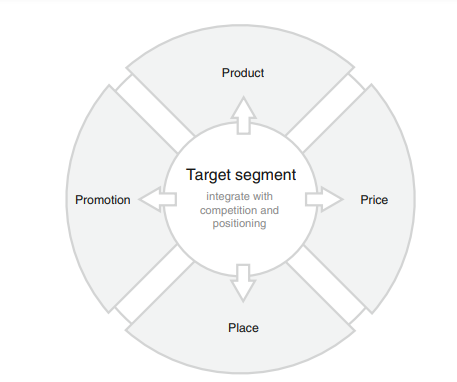 Product
Target segment
integrate with
competition and
positioning
Promotion
Price
Place